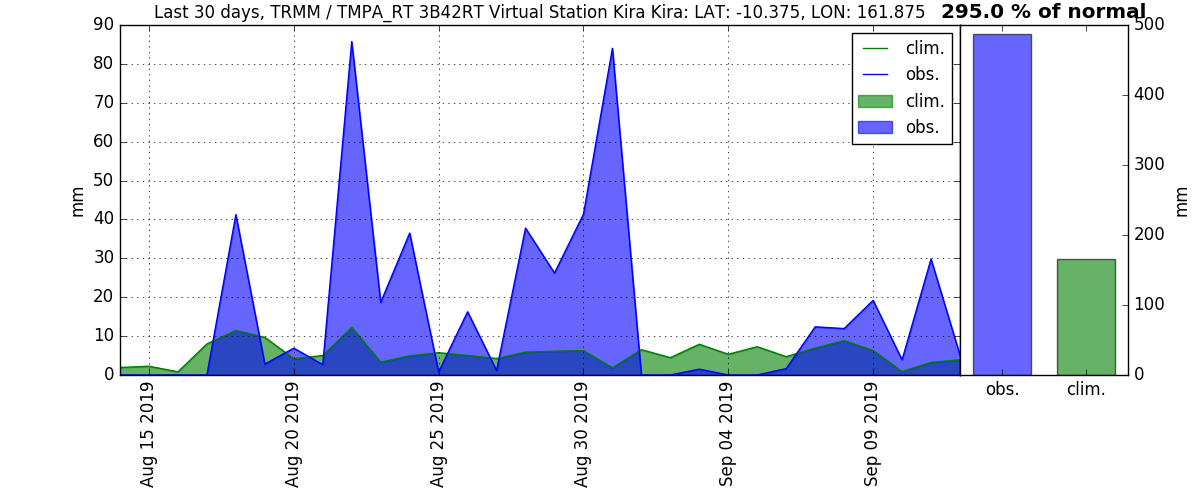 Last 30 days, TRMM / TMPA_RT 3B42RT Virtual Station Kira Kira: LAT: -10.375, LON: 161.875
295.0 % of normal
mm
90
80
70
60
50
40
30
20
10
0
clim.
obs.
clim.
obs.
Aug 15 2019
Aug 20 2019
Aug 25 2019
Aug 30 2019
Sep 04 2019
Sep 09 2019
500
400
300
200
100
0
mm
obs.
clim.